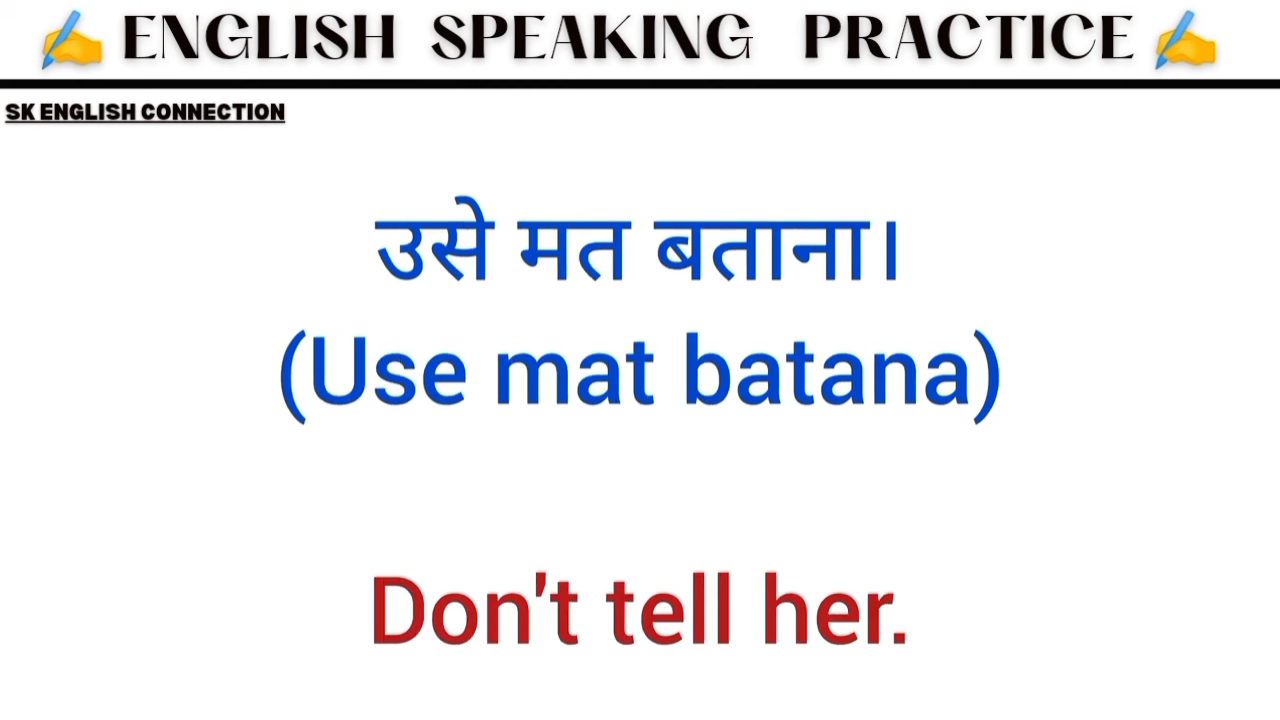 ✍️ ENGLISH SPEAKING PRACTICE ✍️
SK ENGLISH CONNECTION
उसे मत बताना।
(Use mat batana)
Don't tell her.